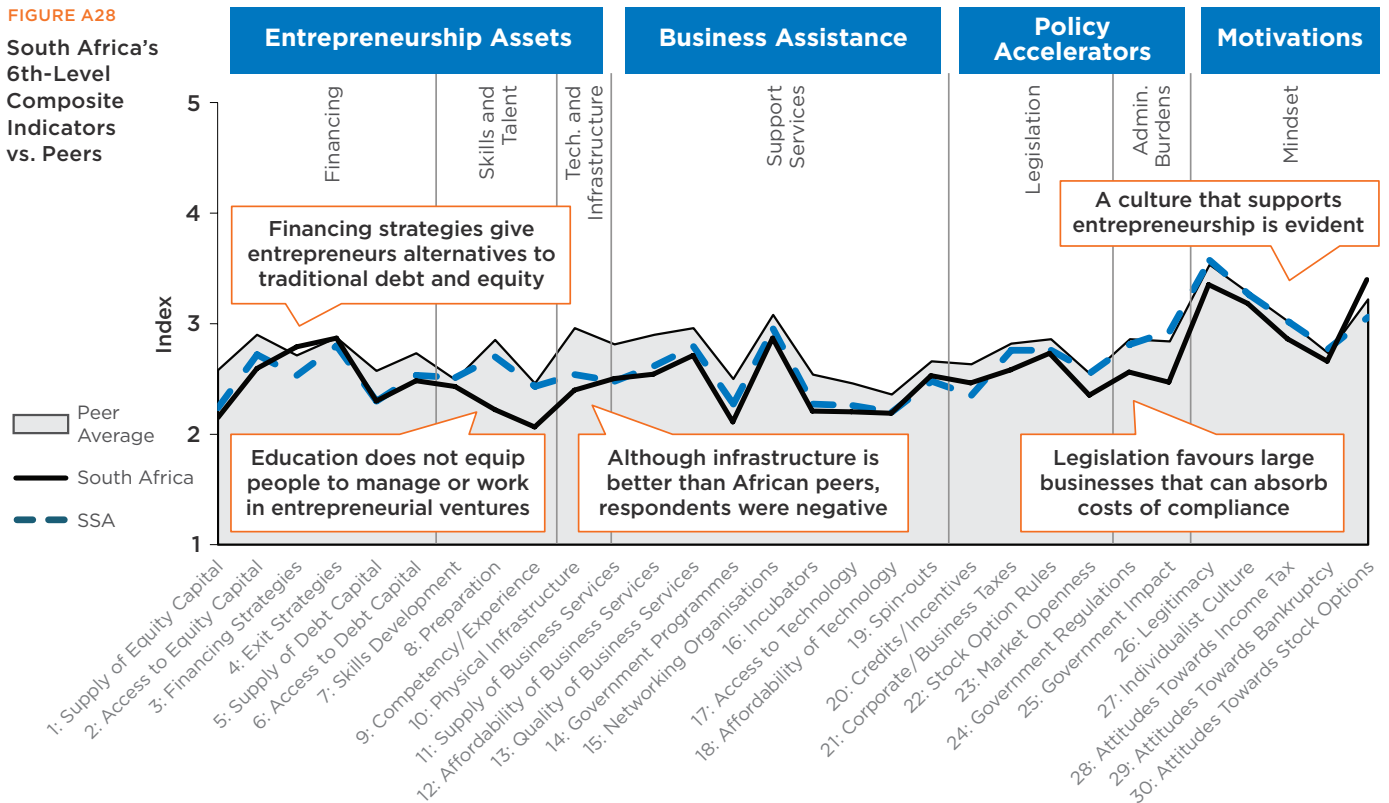 FIGURE A28
South Africa's
6th-Level
Composite
Indicators
vs. Peers
Entrepreneurship Assets
Business Assistance
Policy
Accelerators
Motivations
Financing
Skills and
Talent
Tech. and
Infrastructure
Support
Services
Legislation
Admin.
Burdens
Mindset
Index
5
4
3
2
1
Financing strategies give
entrepreneurs alternatives to
traditional debt and equity
A culture that supports
entrepreneurship is evident
Education does not equip
people to manage or work
in entrepreneurial ventures
Although infrastructure is
better than African peers,
respondents were negative
Legislation favours large
businesses that can absorb
costs of compliance
Peer
Average
South Africa
SSA
1: Supply of Equity Capital
2: Access to Equity Capital
3: Financing Strategies
4: Exit Strategies
5: Supply of Debt Capital
6: Access to Debt Capital
7: Skills Development
8: Preparation
9: Competency/Experience
10: Physical Infrastructure
11: Supply of Business Services
12: Affordability of Business Services
13: Quality of Business Services
14: Government Programmes
15: Networking Organisations
16: Incubators
17: Access to Technology
18: Affordability of Technology
19: Spin-outs
20: Credits/Incentives
21: Corporate/Business Taxes
22: Stock Option Rules
23: Market Openness
24: Government Regulations
25: Government Impact
26: Legitimacy
27: Individualist Culture
28: Attitudes Towards Income Tax
29: Attitudes Towards Bankruptcy
30: Attitudes Towards Stock Options